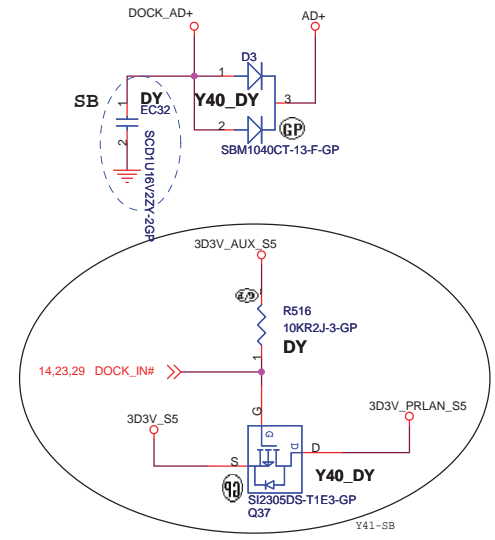 DOCK_AD+
AD+
D3
1
3
2
SB
1
DY
EC32
2
SCD1U16V2ZY-2GP
Y40_DY
GP
SBM1040CT-13-F-GP
3D3V_AUX_S5
R516
10KR2J-3-GP
DY
1
14,23,29 DOCK_IN#
G
3D3V_S5
3D3V_PRLAN_S5
G
D
D
S
Y40_DY
GP
SI2305DS-T1E3-GP
Q37
Y41-SB